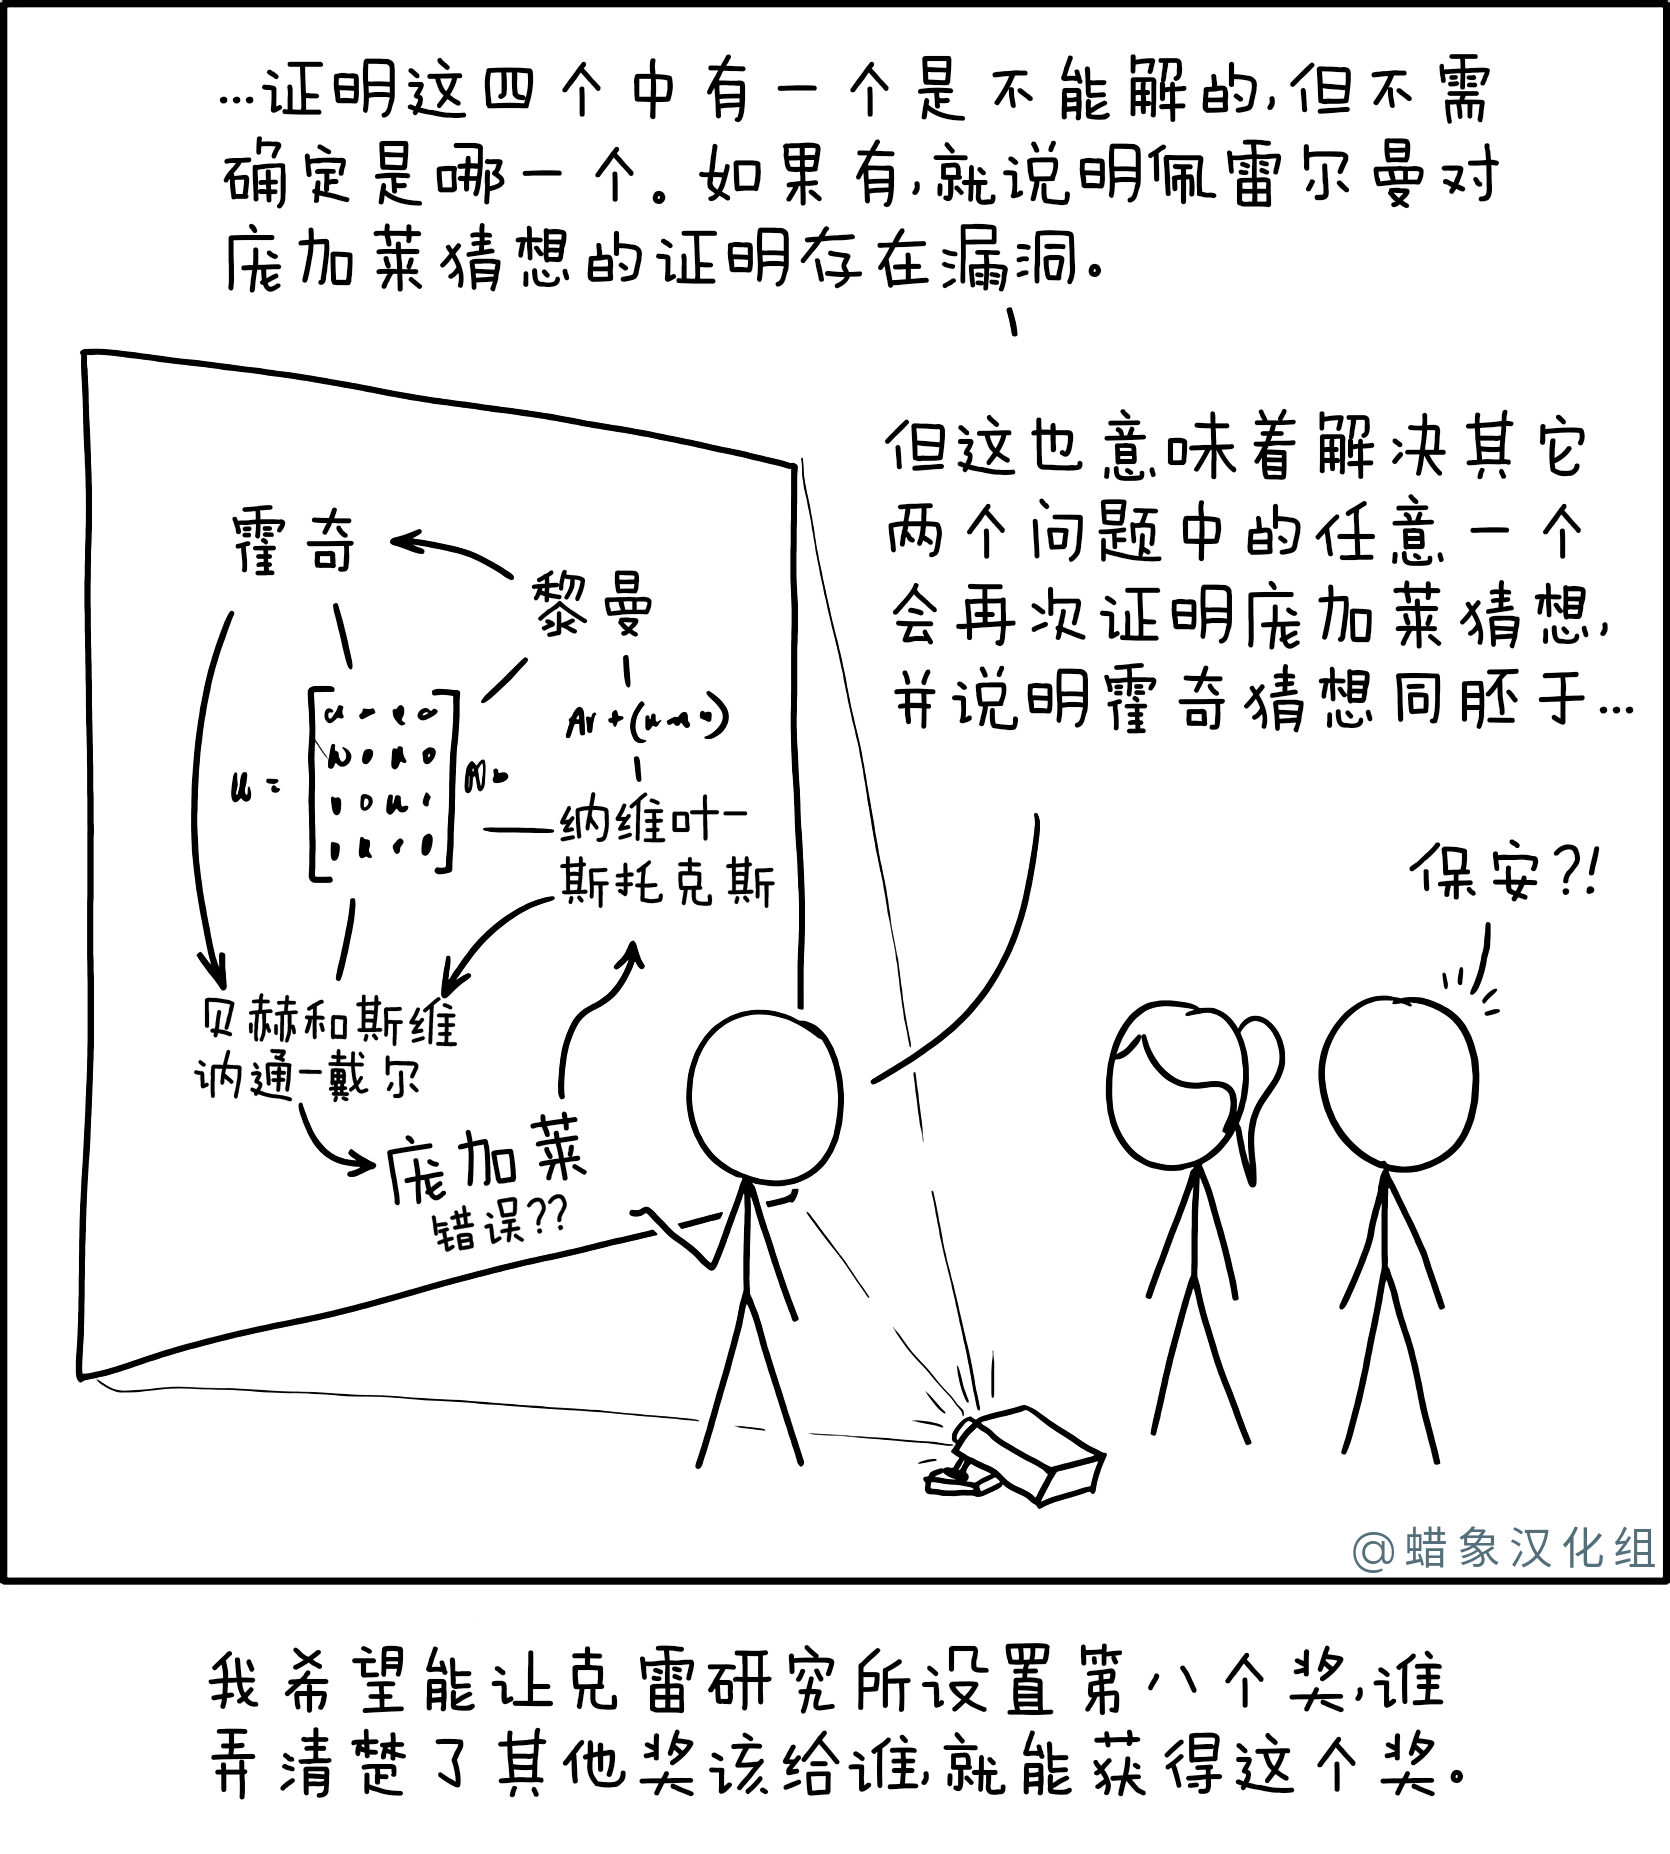 …证明这四个中有一个是不能解的,但不需
确定是哪一个。如果有,就说明佩雷尔曼对
庞加莱猜想的证明存在漏洞。
但这也意味着解决其它
两个问题中的任意一个
会再次证明庞加莱猜想,
并说明霍奇猜想同胚于…
霍奇
黎曼
纳维叶一
斯托克斯
贝赫和斯维
讷通一戴尔
庞加莱
错误??
保安?!
@蜡象汉化组
我希望能让克雷研究所设置第八个奖,谁
弄清楚了其他奖该给谁,就能获得这个奖。